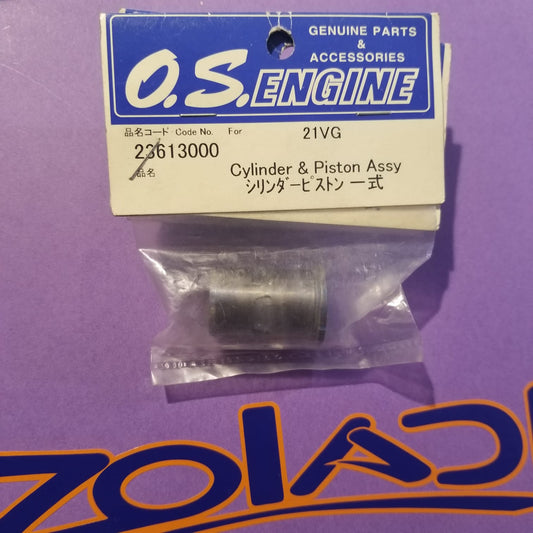 GENUINE PARTS
&
ACCESSORIES
O.S. ENGINE
品名コード Code No. For
21VG
23613000
品名
Cylinder & Piston Assy
シリンダーピストン 一式